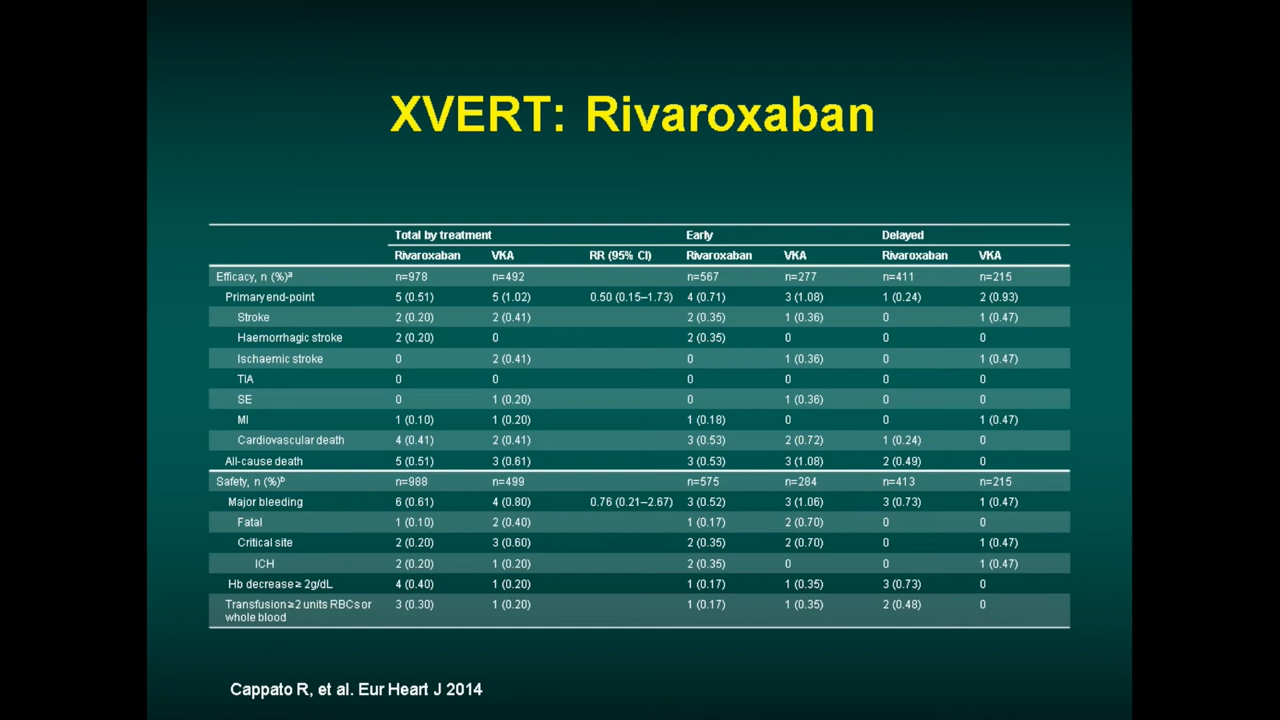 XVERT: Rivaroxaban
Total by treatment Early Delayed
Rivaroxaban VKA RR (95% CI) Rivaroxaban VKA Rivaroxaban VKA
Efficacy, n (%)ᵃ n=978 n=492 n=567 n=277 n=411 n=215
Primary end-point 5 (0.51) 5 (1.02) 0.50 (0.15–1.73) 4 (0.71) 3 (1.08) 1 (0.24) 2 (0.93)
Stroke 2 (0.20) 2 (0.41) 2 (0.35) 1 (0.36) 0 1 (0.47)
Haemorrhagic stroke 2 (0.20) 0 2 (0.35) 0 0 0
Ischaemic stroke 0 2 (0.41) 0 1 (0.36) 0 1 (0.47)
TIA 0 0 0 0 0 0
SE 0 1 (0.20) 0 1 (0.36) 0 0
MI 1 (0.10) 1 (0.20) 1 (0.18) 0 0 1 (0.47)
Cardiovascular death 4 (0.41) 2 (0.41) 3 (0.53) 2 (0.72) 1 (0.24) 0
All-cause death 5 (0.51) 3 (0.61) 3 (0.53) 3 (1.08) 2 (0.49) 0
Safety, n (%)ᵇ n=988 n=499 n=575 n=284 n=413 n=215
Major bleeding 6 (0.61) 4 (0.80) 0.76 (0.21–2.67) 3 (0.52) 3 (1.06) 3 (0.73) 1 (0.47)
Fatal 1 (0.10) 2 (0.40) 1 (0.17) 2 (0.70) 0 0
Critical site 2 (0.20) 3 (0.60) 2 (0.35) 2 (0.70) 0 1 (0.47)
ICH 2 (0.20) 1 (0.20) 2 (0.35) 0 0 1 (0.47)
Hb decrease ≥ 2g/dL 4 (0.40) 1 (0.20) 1 (0.17) 1 (0.35) 3 (0.73) 0
Transfusion ≥2 units RBCs or 3 (0.30) 1 (0.20) 1 (0.17) 1 (0.35) 2 (0.48) 0
whole blood
Cappato R, et al. Eur Heart J 2014